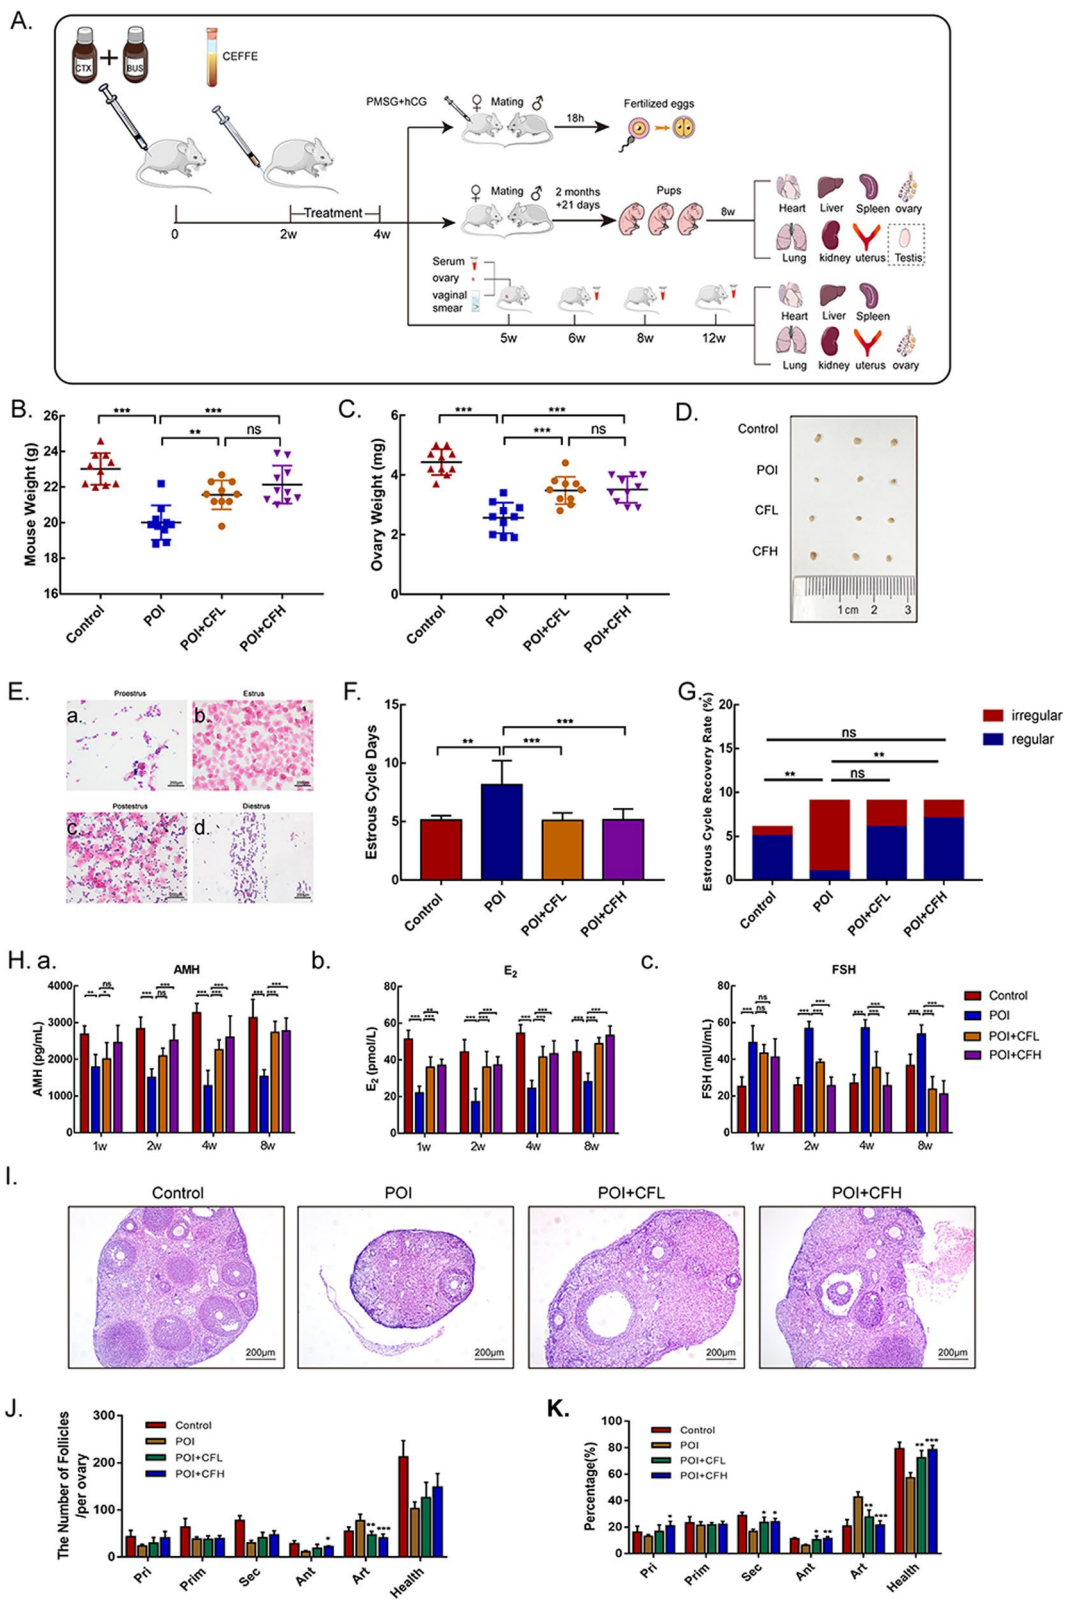 A.
CTX + BUS
CEFFE
0
2w
Treatment
4w
PMSG+hCG
♀ Mating ♂
18h
Fertilized eggs
♀ Mating ♂
2 months
+21 days
Pups
8w
Heart Liver Spleen ovary
Lung kidney uterus Testis
Serum
ovary
vaginal
smear
5w 6w 8w 12w
Heart Liver Spleen
Lung kidney uterus ovary
B.
Mouse Weight (g)
26
24
22
20
18
16
*** ***
** ns
Control POI POI+CFL POI+CFH
C.
Ovary Weight (mg)
6
4
2
0
*** ***
*** ns
Control POI POI+CFL POI+CFH
D.
Control
POI
CFL
CFH
1cm 2 3
E.
Proestrus Estrus
a. b.
Postestrus Diestrus
c. d.
F.
Estrous Cycle Days
15
10
5
0
***
** ***
Control POI POI+CFL POI+CFH
G.
Estrous Cycle Recovery Rate (%)
20
15
10
5
0
ns
**
** ns
Control POI POI+CFL POI+CFH
irregular
regular
H. a.
AMH
AMH (pg/mL)
4000
3000
2000
1000
0
1w 2w 4w 8w
b.
E2
E2 (pmol/L)
80
60
40
20
0
1w 2w 4w 8w
c.
FSH
FSH (mIU/mL)
80
60
40
20
0
1w 2w 4w 8w
Control
POI
POI+CFL
POI+CFH
I.
Control POI POI+CFL POI+CFH
200μm 200μm 200μm 200μm
J.
The Number of Follicles
/per ovary
300
200
100
0
Control
POI
POI+CFL
POI+CFH
* ** ***
Pri Prim Sec Ant Art Health
K.
Percentage(%)
100
80
60
40
20
0
Control
POI
POI+CFL
POI+CFH
* * * * ** ** *** ** ***
Pri Prim Sec Ant Art Health